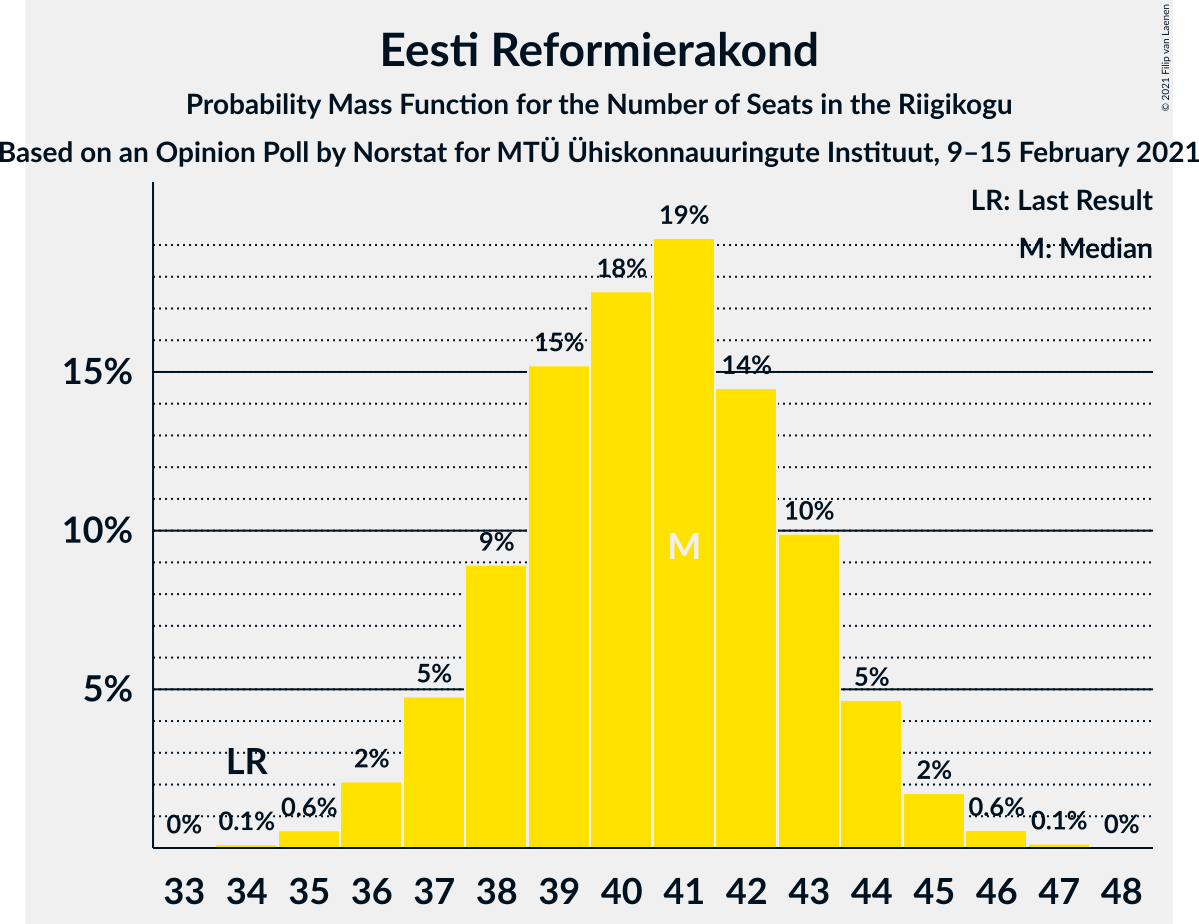 Eesti Reformierakond
Probability Mass Function for the Number of Seats in the Riigikogu
Based on an Opinion Poll by Norstat for MTÜ Ühiskonnauuringute Instituut, 9–15 February 2021
© 2021 Filip van Laenen
LR: Last Result
M: Median
19%
18%
15%
14%
15%
10%
10%
9%
M
5%
5%
5%
LR
2%
2%
0%
0.1%
0.6%
0.6%
0.1%
0%
33 34 35 36 37 38 39 40 41 42 43 44 45 46 47 48